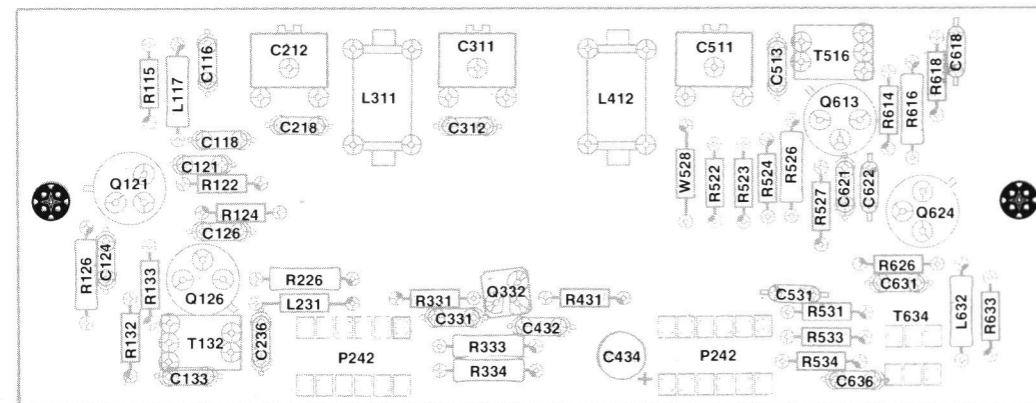 C212
C311
C511
T516
C618
R115
L117
C116
L311
L412
C513
R618
Q613
R614
R616
C218
C312
C118
C121
Q121
R122
W528
R522
R523
R524
R526
R527
C621
C622
Q624
R124
C126
R126
C124
R133
Q126
R226
R331
Q332
R431
R626
C631
C531
R132
L231
C331
C432
R531
T634
L632
R633
T132
C236
P242
R333
C434
P242
R533
C133
R334
+
R534
C636